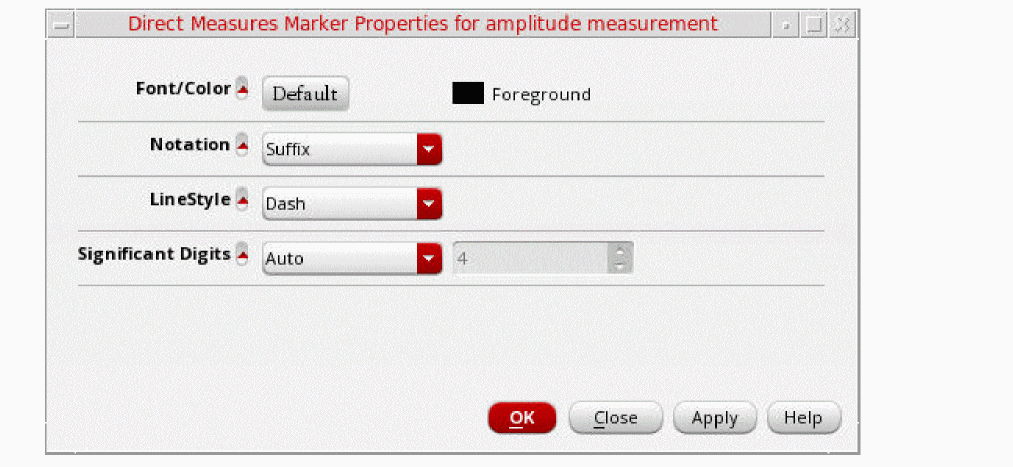 Direct Measures Marker Properties for amplitude measurement
Font/Color Default Foreground
Notation Suffix
LineStyle Dash
Significant Digits Auto 4
OK Close Apply Help